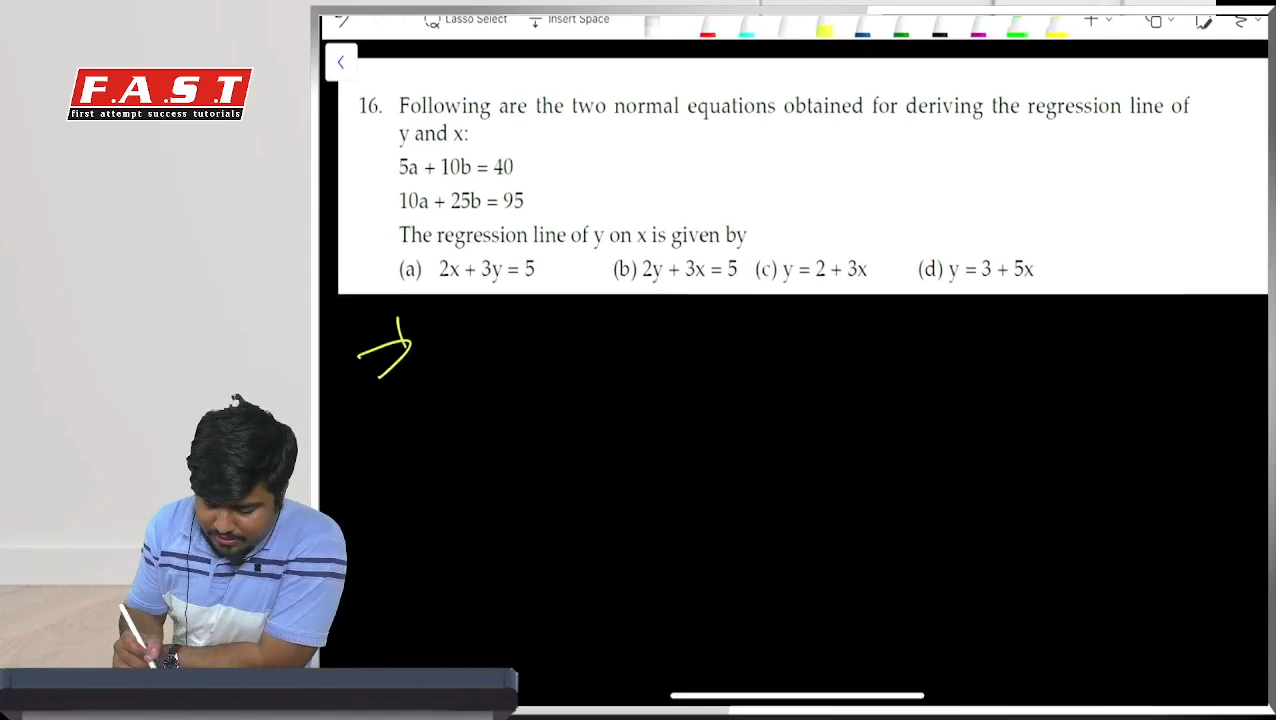 Lasso Select
Insert Space
F.A.S.T
first attempt success tutorials
16. Following are the two normal equations obtained for deriving the regression line of
y and x:
5a + 10b = 40
10a + 25b = 95
The regression line of y on x is given by
(a) 2x + 3y = 5 (b) 2y + 3x = 5 (c) y = 2 + 3x (d) y = 3 + 5x